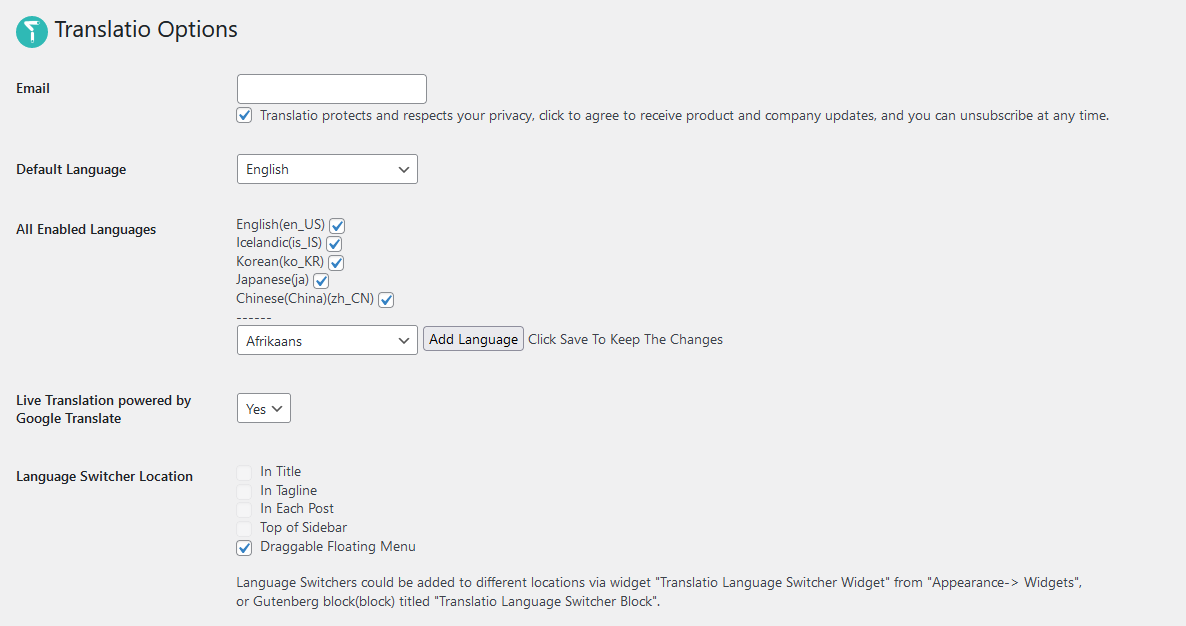 Translatio Options
Email
Translatio protects and respects your privacy, click to agree to receive product and company updates, and you can unsubscribe at any time.
Default Language
English
All Enabled Languages
English(en_US)
Icelandic(is_IS)
Korean(ko_KR)
Japanese(ja)
Chinese(China)(zh_CN)
------
Afrikaans
Add Language
Click Save To Keep The Changes
Live Translation powered by
Google Translate
Yes
Language Switcher Location
In Title
In Tagline
In Each Post
Top of Sidebar
Draggable Floating Menu
Language Switchers could be added to different locations via widget "Translatio Language Switcher Widget" from "Appearance-> Widgets",
or Gutenberg block(block) titled "Translatio Language Switcher Block".